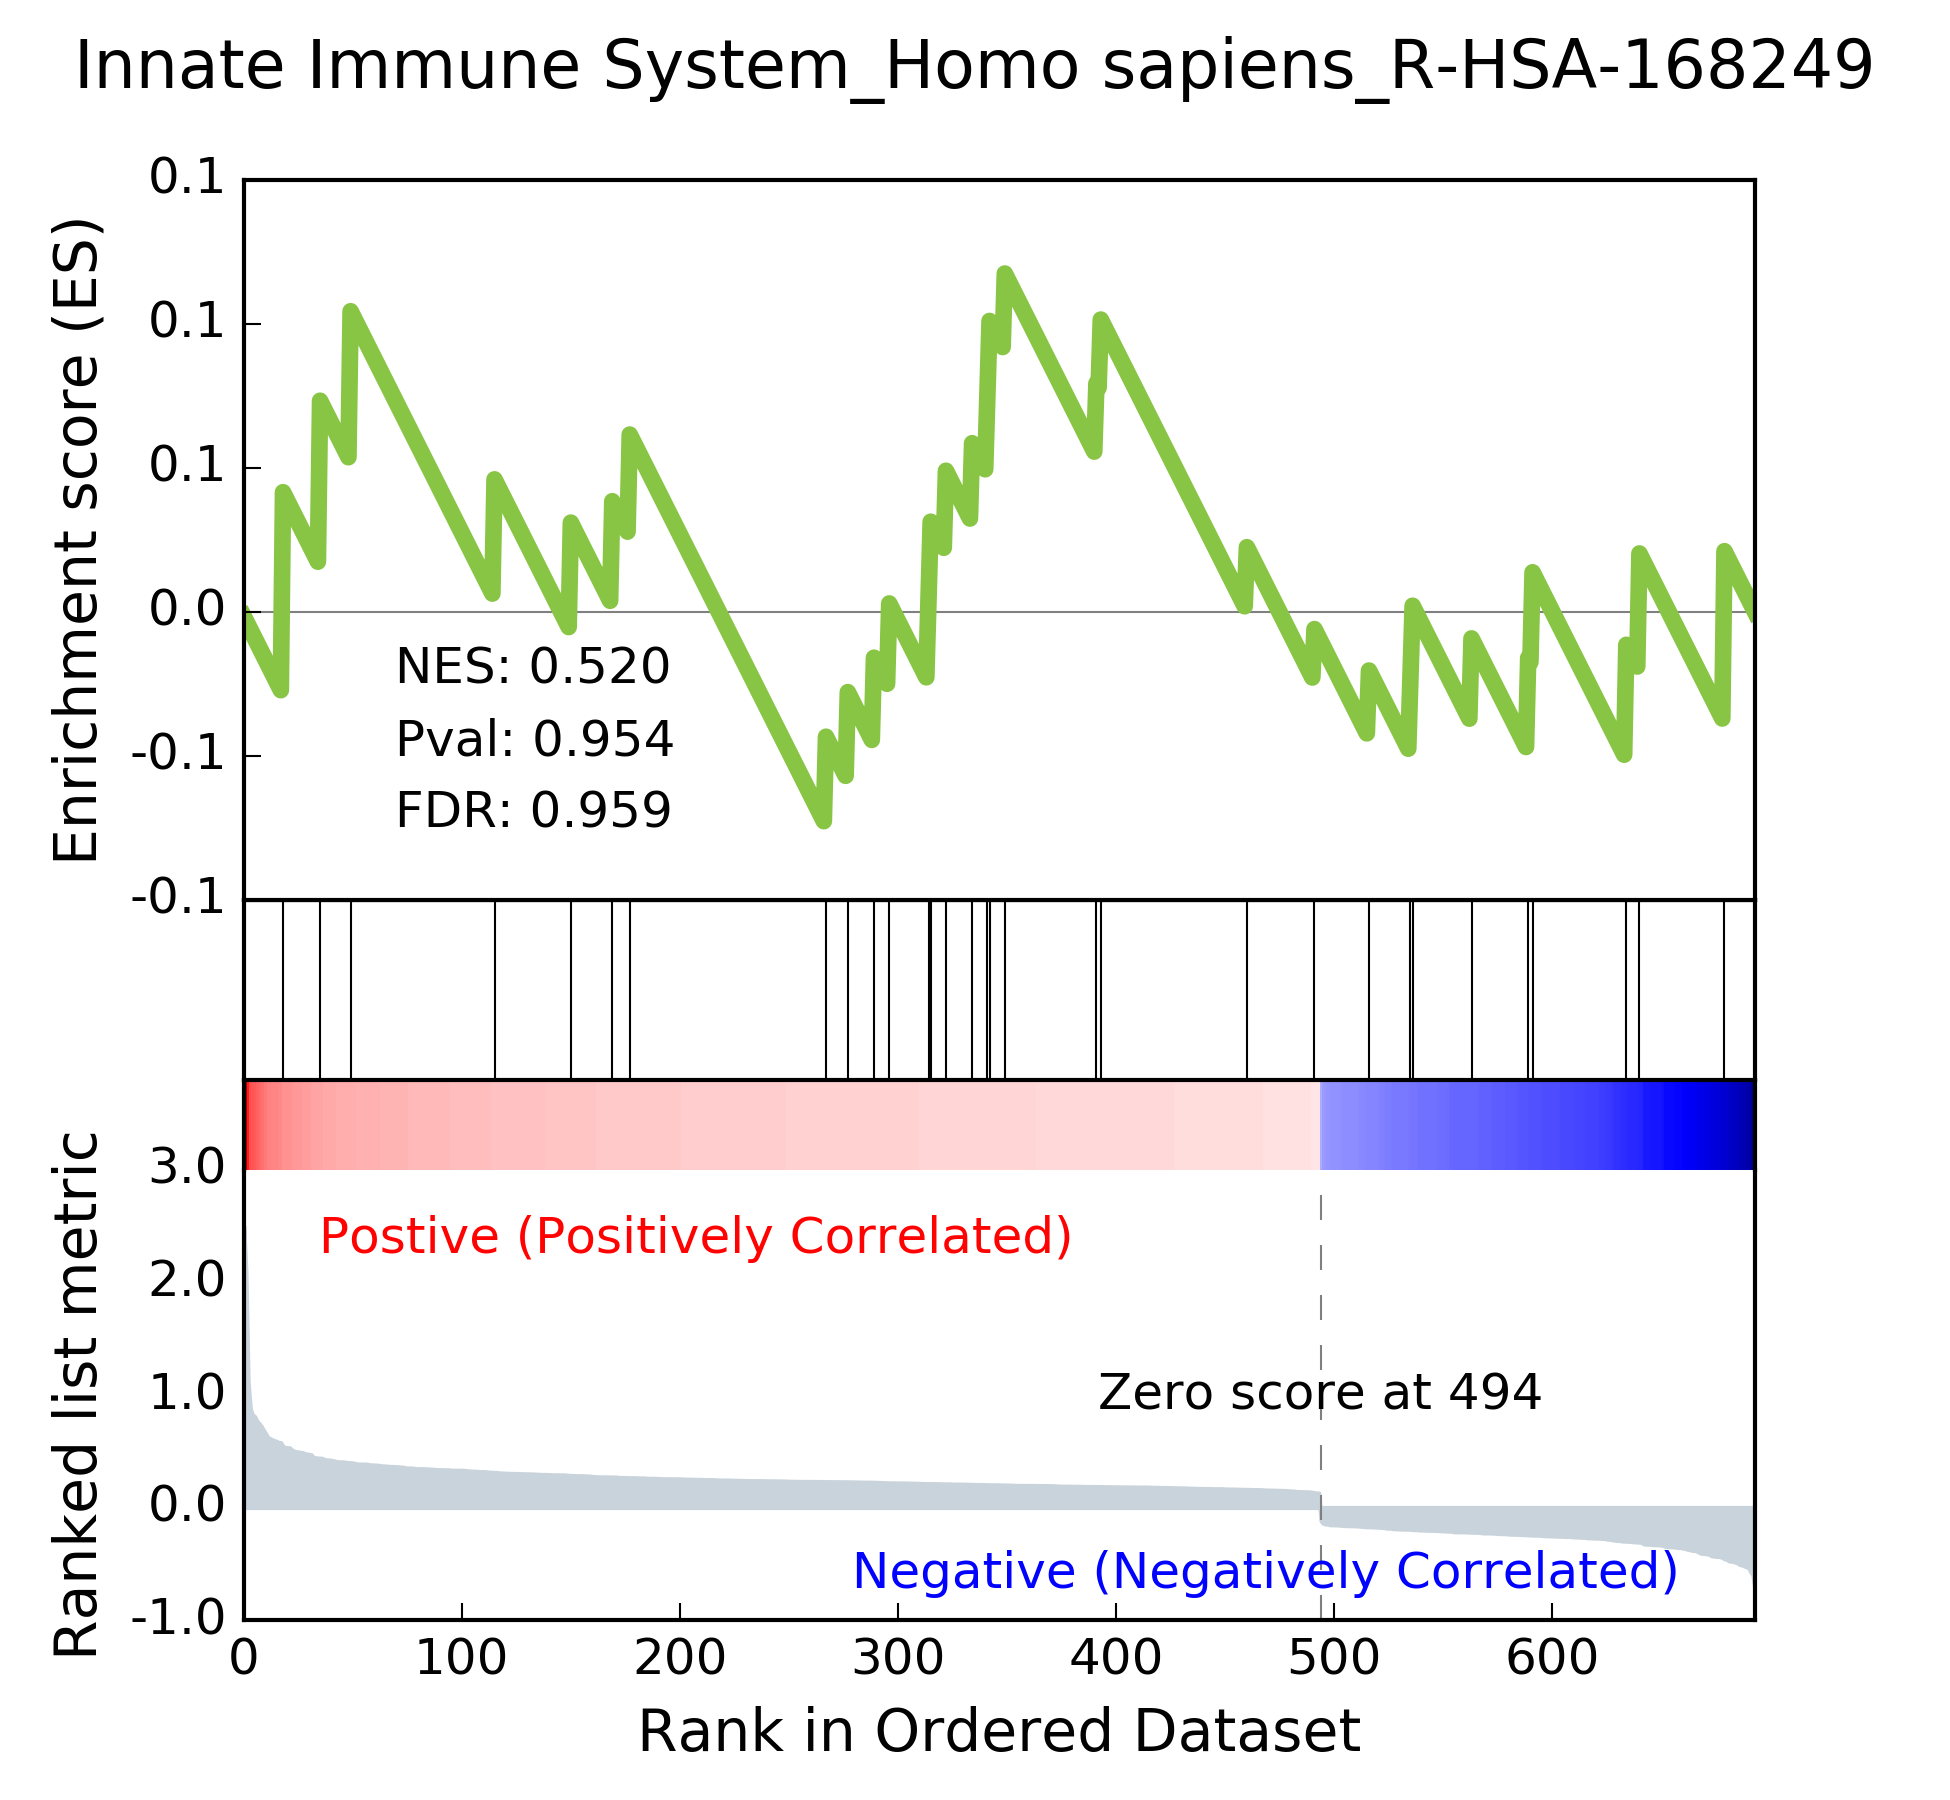 Innate Immune System_Homo sapiens_R-HSA-168249
Enrichment score (ES)
0.1
0.1
0.1
0.0
-0.1
-0.1
NES: 0.520
Pval: 0.954
FDR: 0.959
Ranked list metric
3.0
2.0
1.0
0.0
-1.0
Postive (Positively Correlated)
Zero score at 494
Negative (Negatively Correlated)
0 100 200 300 400 500 600
Rank in Ordered Dataset